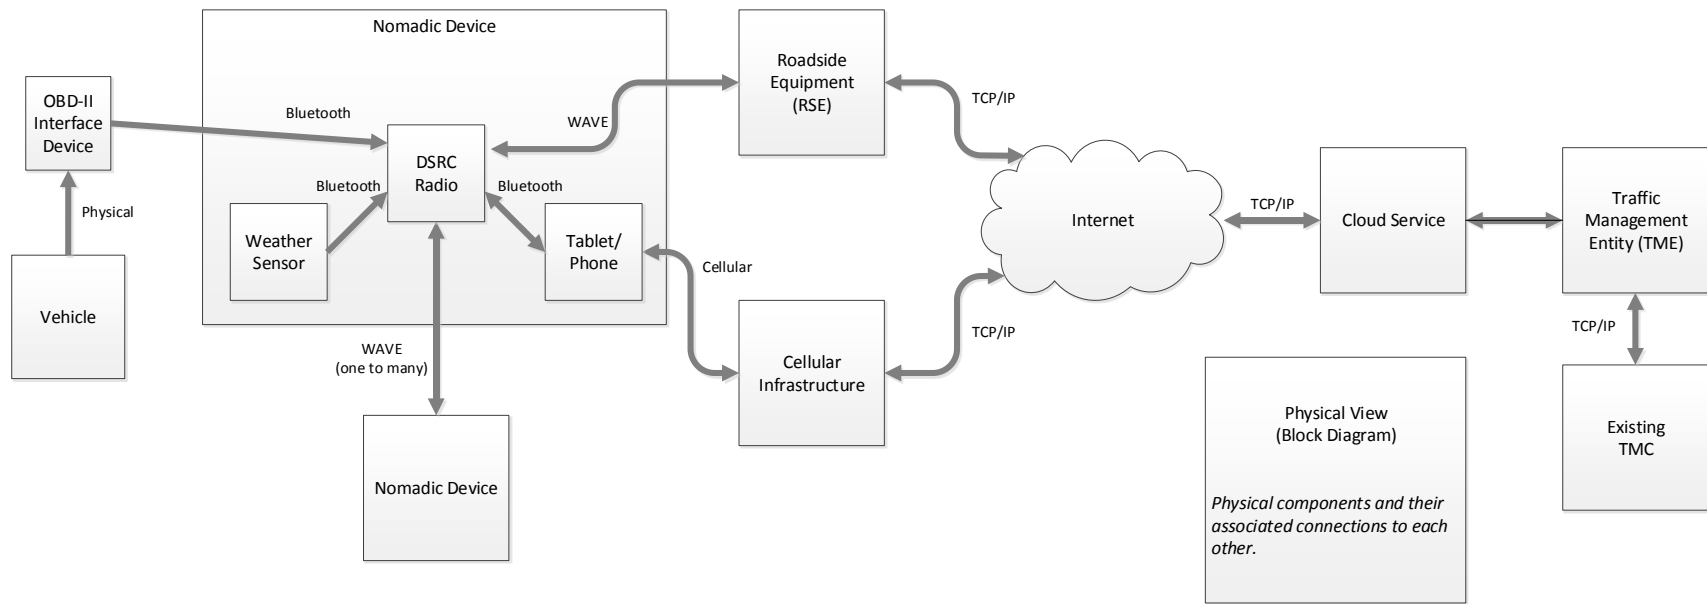 Nomadic Device
OBD-II
Interface
Device
Bluetooth
Physical
Vehicle
DSRC
Radio
Bluetooth
Bluetooth
Weather
Sensor
Tablet/
Phone
WAVE
WAVE
(one to many)
Nomadic Device
Cellular
Roadside
Equipment
(RSE)
Cellular
Infrastructure
TCP/IP
TCP/IP
Internet
TCP/IP
Cloud Service
Traffic
Management
Entity (TME)
TCP/IP
Existing
TMC
Physical View
(Block Diagram)
Physical components and their
associated connections to each
other.